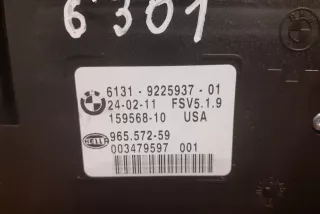 6301
6131 - 9225937 - 01
24-02-11 FSV5.1.9
159568-10 USA
HELLA 965.572-59
003479597 001